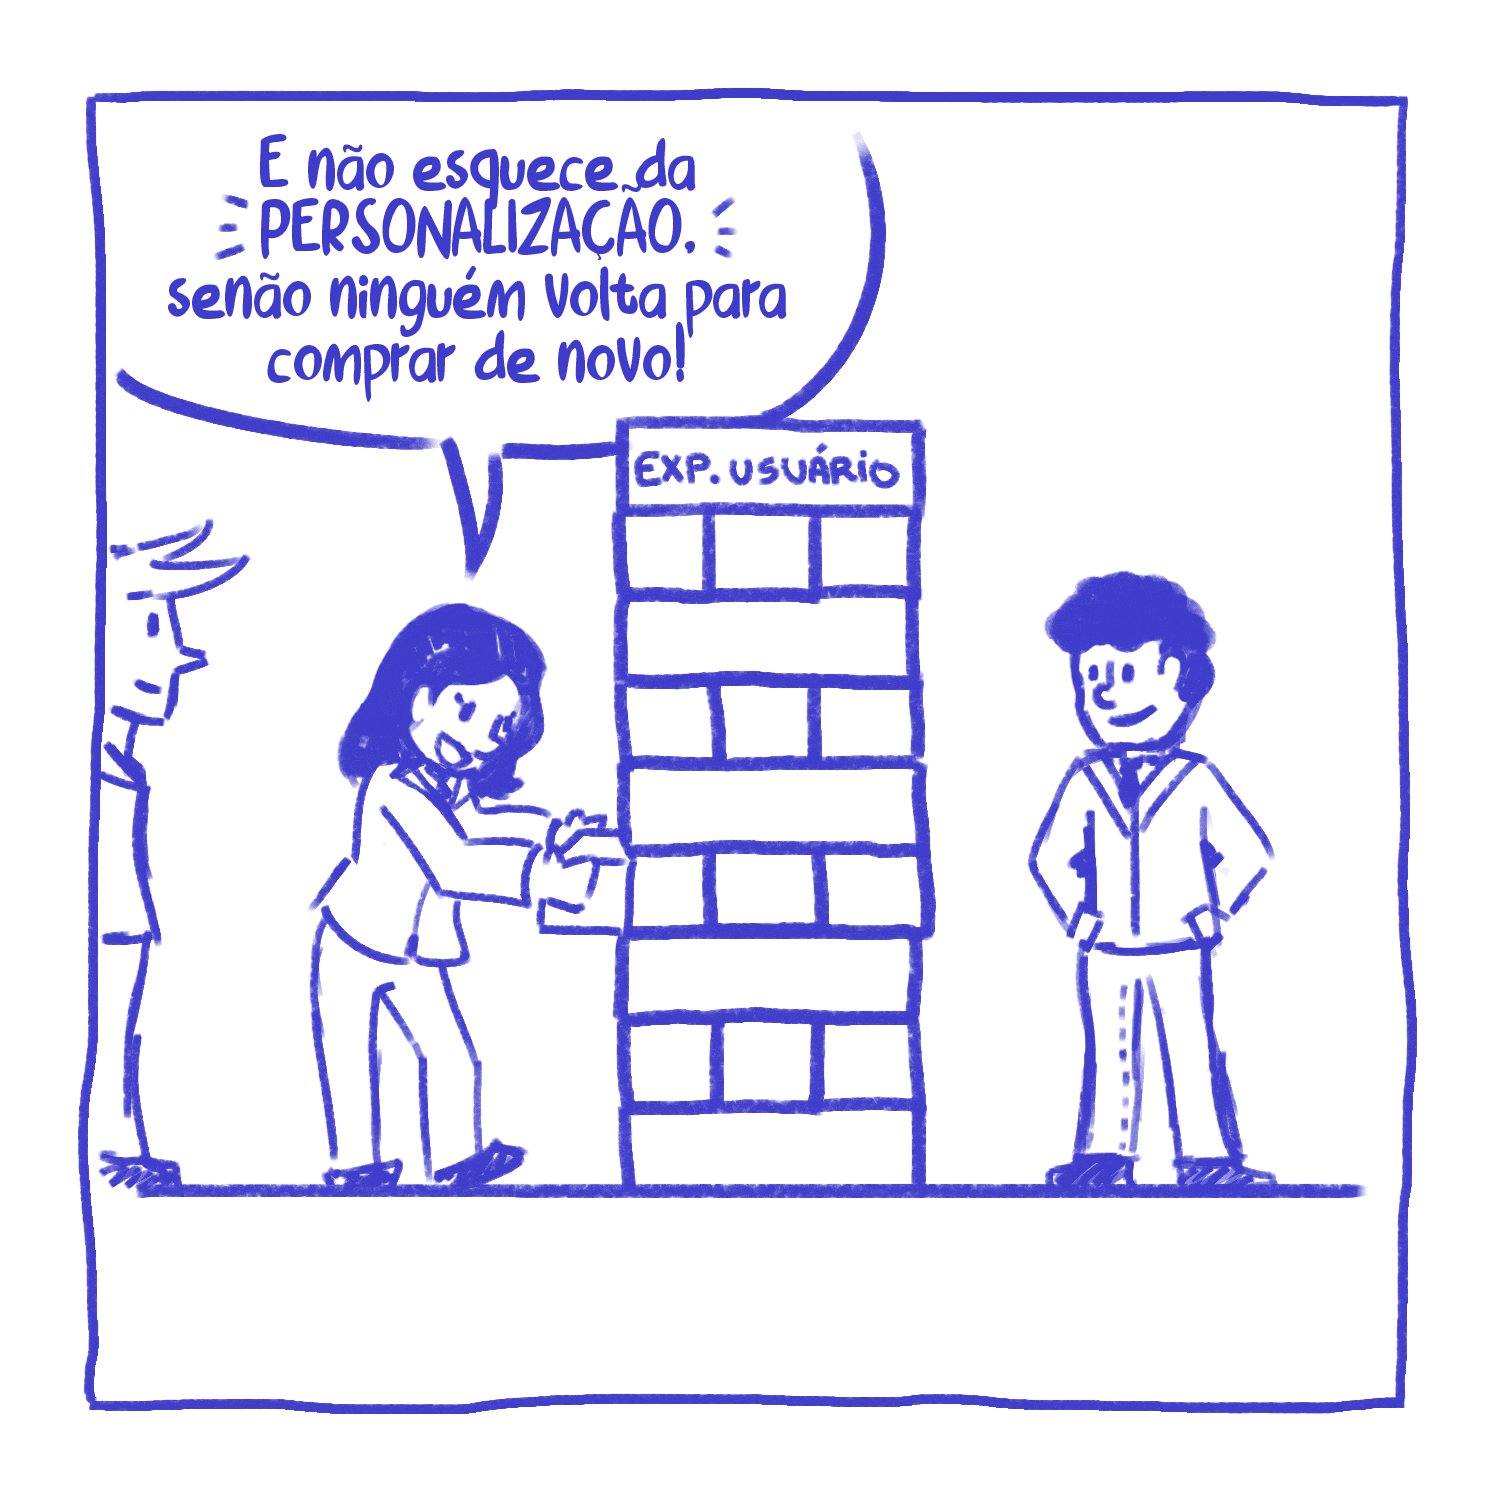 E não esquece da
PERSONALIZAÇÃO,
senão ninguém volta para
comprar de novo!
EXP. USUÁRIO